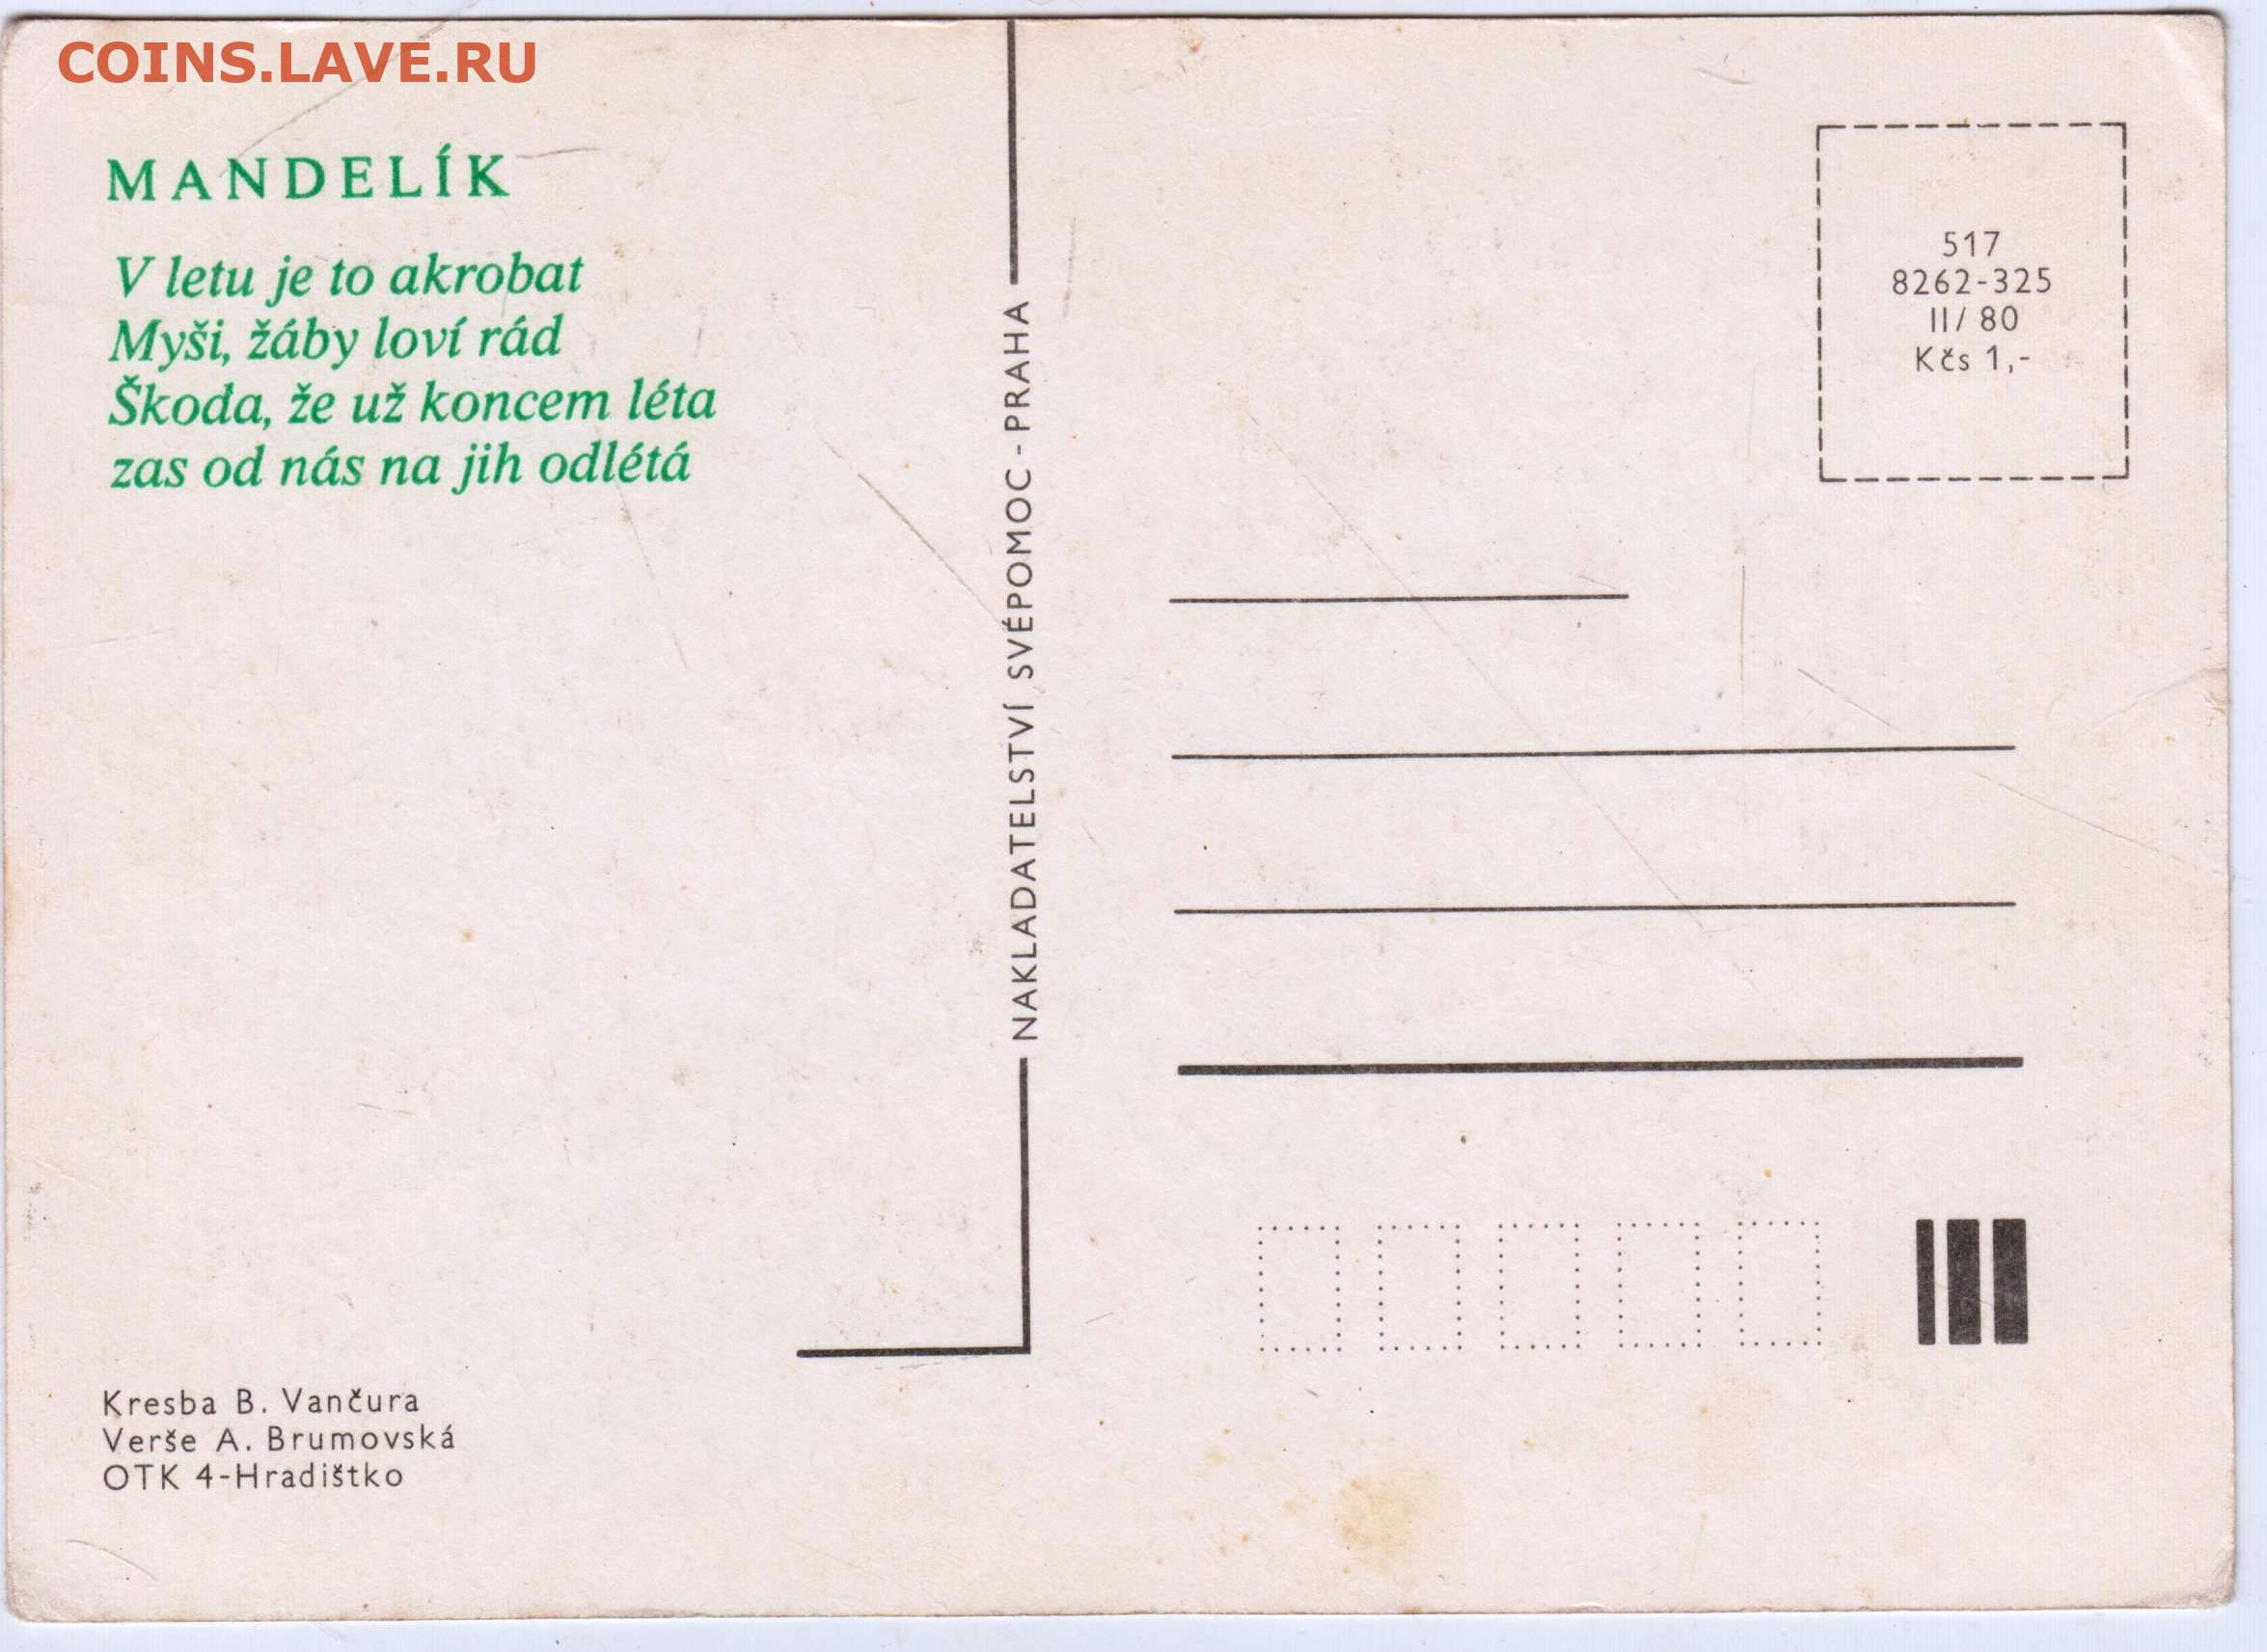 COINS.LAVE.RU
MANDELÍK
V letu je to akrobat
Myši, žáby loví rád
Škoda, že už koncem léta
zas od nás na jih odlétá
Kresba B. Vančura
Verše A. Brumovská
OTK 4-Hradištko
NAKLADATELSTVÍ SVÉPOMOC - PRAHA
517
8262-325
II/ 80
Kčs 1,-